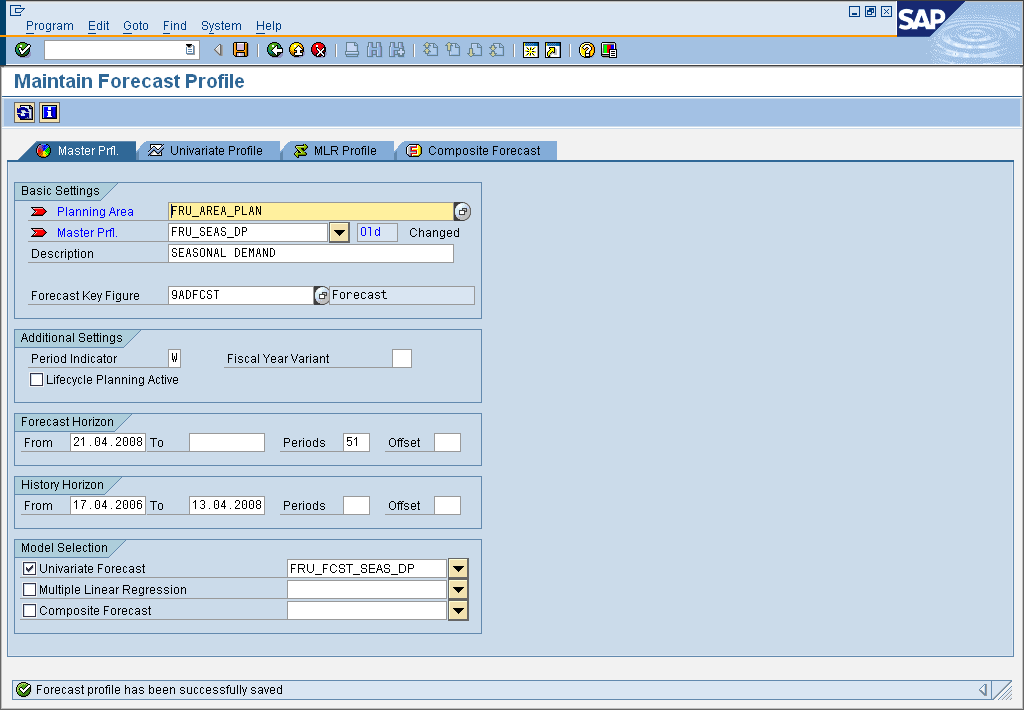 Program Edit Goto Find System Help
SAP
Maintain Forecast Profile
Master Prfl. Univariate Profile MLR Profile Composite Forecast
Basic Settings
Planning Area FRU_AREA_PLAN
Master Prfl. FRU_SEAS_DP Old Changed
Description SEASONAL DEMAND
Forecast Key Figure 9ADFCST Forecast
Additional Settings
Period Indicator W Fiscal Year Variant
Lifecycle Planning Active
Forecast Horizon
From 21.04.2008 To Periods 51 Offset
History Horizon
From 17.04.2006 To 13.04.2008 Periods Offset
Model Selection
Univariate Forecast FRU_FCST_SEAS_DP
Multiple Linear Regression
Composite Forecast
Forecast profile has been successfully saved